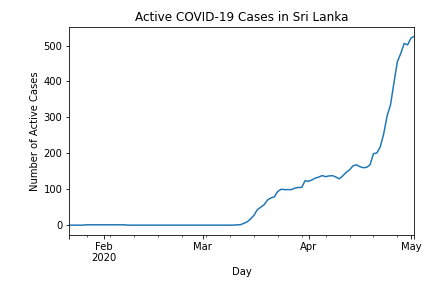 Active COVID-19 Cases in Sri Lanka
Number of Active Cases
500
400
300
200
100
0
Feb
2020
Mar
Apr
May
Day